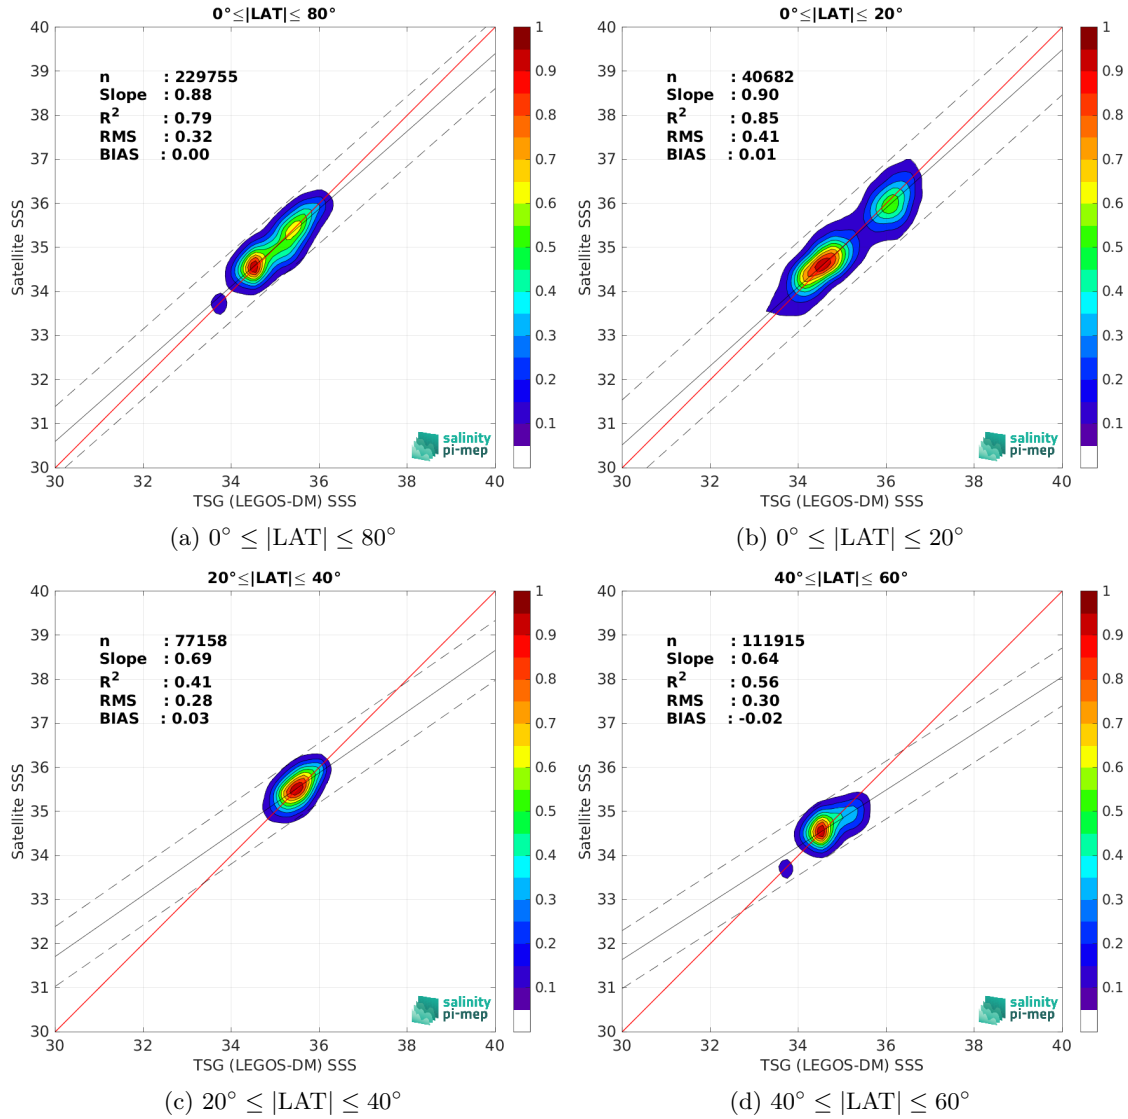 0°≤|LAT|≤ 80°
n : 229755
Slope : 0.88
R² : 0.79
RMS : 0.32
BIAS : 0.00
40
39
38
37
36
35
34
33
32
31
30
Satellite SSS
30 32 34 36 38 40
TSG (LEGOS-DM) SSS
1
0.9
0.8
0.7
0.6
0.5
0.4
0.3
0.2
0.1
salinity
pi-mep
(a) 0° ≤ |LAT| ≤ 80°
0°≤|LAT|≤ 20°
n : 40682
Slope : 0.90
R² : 0.85
RMS : 0.41
BIAS : 0.01
40
39
38
37
36
35
34
33
32
31
30
Satellite SSS
30 32 34 36 38 40
TSG (LEGOS-DM) SSS
1
0.9
0.8
0.7
0.6
0.5
0.4
0.3
0.2
0.1
salinity
pi-mep
(b) 0° ≤ |LAT| ≤ 20°
20°≤|LAT|≤ 40°
n : 77158
Slope : 0.69
R² : 0.41
RMS : 0.28
BIAS : 0.03
40
39
38
37
36
35
34
33
32
31
30
Satellite SSS
30 32 34 36 38 40
TSG (LEGOS-DM) SSS
1
0.9
0.8
0.7
0.6
0.5
0.4
0.3
0.2
0.1
salinity
pi-mep
(c) 20° ≤ |LAT| ≤ 40°
40°≤|LAT|≤ 60°
n : 111915
Slope : 0.64
R² : 0.56
RMS : 0.30
BIAS : -0.02
40
39
38
37
36
35
34
33
32
31
30
Satellite SSS
30 32 34 36 38 40
TSG (LEGOS-DM) SSS
1
0.9
0.8
0.7
0.6
0.5
0.4
0.3
0.2
0.1
salinity
pi-mep
(d) 40° ≤ |LAT| ≤ 60°